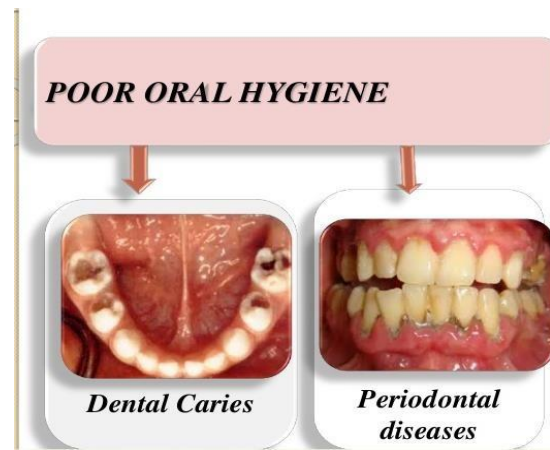 POOR ORAL HYGIENE
Dental Caries
Periodontal
diseases